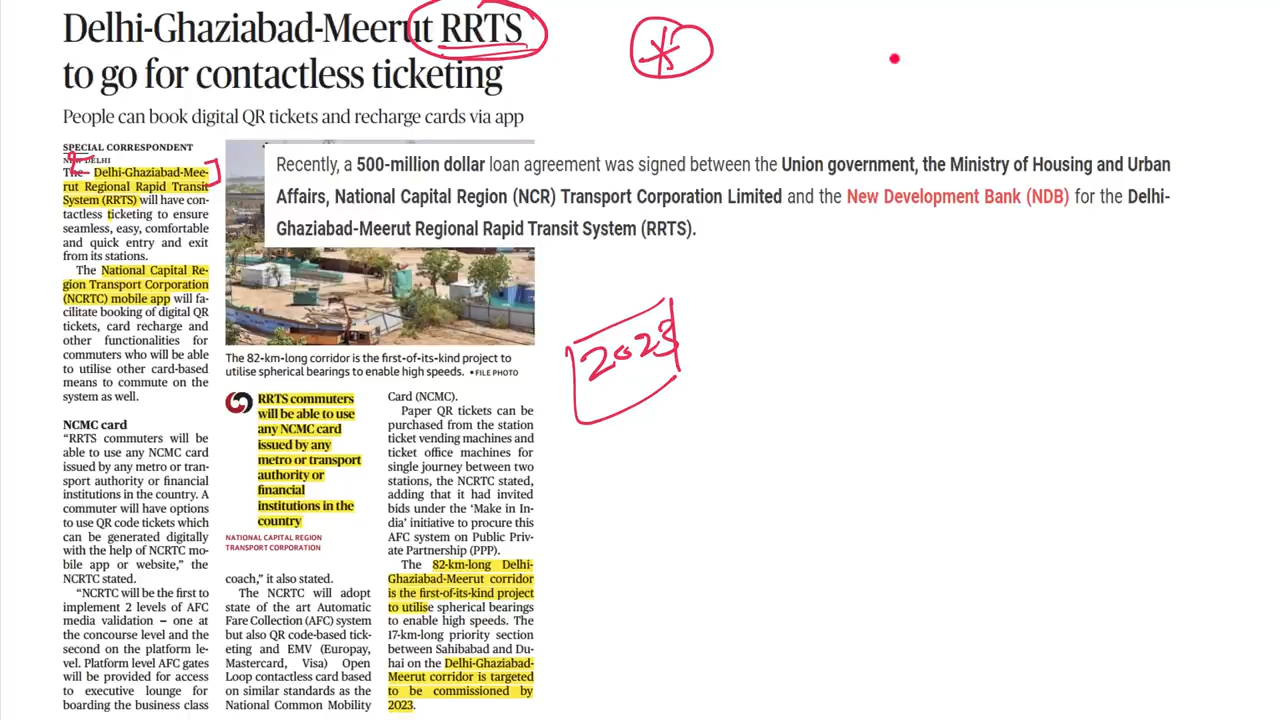 Delhi-Ghaziabad-Meerut RRTS
to go for contactless ticketing
People can book digital QR tickets and recharge cards via app
SPECIAL CORRESPONDENT
NEW DELHI
The Delhi-Ghaziabad-Mee-
rut Regional Rapid Transit
System (RRTS) will have con-
tactless ticketing to ensure
seamless, easy, comfortable
and quick entry and exit
from its stations.
The National Capital Re-
gion Transport Corporation
(NCRTC) mobile app will fa-
cilitate booking of digital QR
tickets, card recharge and
other functionalities for
commuters who will be able
to utilise other card-based
means to commute on the
system as well.
NCMC card
“RRTS commuters will be
able to use any NCMC card
issued by any metro or tran-
sport authority or financial
institutions in the country. A
commuter will have options
to use QR code tickets which
can be generated digitally
with the help of NCRTC mo-
bile app or website,” the
NCRTC stated.
“NCRTC will be the first to
implement 2 levels of AFC
media validation – one at
the concourse level and the
second on the platform le-
vel. Platform level AFC gates
will be provided for access
to executive lounge for
boarding the business class
Recently, a 500-million dollar loan agreement was signed between the Union government, the Ministry of Housing and Urban
Affairs, National Capital Region (NCR) Transport Corporation Limited and the New Development Bank (NDB) for the Delhi-
Ghaziabad-Meerut Regional Rapid Transit System (RRTS).
The 82-km-long corridor is the first-of-its-kind project to
utilise spherical bearings to enable high speeds. • FILE PHOTO
RRTS commuters
will be able to use
any NCMC card
issued by any
metro or transport
authority or
financial
institutions in the
country
NATIONAL CAPITAL REGION
TRANSPORT CORPORATION
coach,” it also stated.
The NCRTC will adopt
state of the art Automatic
Fare Collection (AFC) system
but also QR code-based tick-
eting and EMV (Europay,
Mastercard, Visa) Open
Loop contactless card based
on similar standards as the
National Common Mobility
Card (NCMC).
Paper QR tickets can be
purchased from the station
ticket vending machines and
ticket office machines for
single journey between two
stations, the NCRTC stated,
adding that it had invited
bids under the ‘Make in In-
dia’ initiative to procure this
AFC system on Public Priv-
ate Partnership (PPP).
The 82-km-long Delhi-
Ghaziabad-Meerut corridor
is the first-of-its-kind project
to utilise spherical bearings
to enable high speeds. The
17-km-long priority section
between Sahibabad and Du-
hai on the Delhi-Ghaziabad-
Meerut corridor is targeted
to be commissioned by
2023.
2023